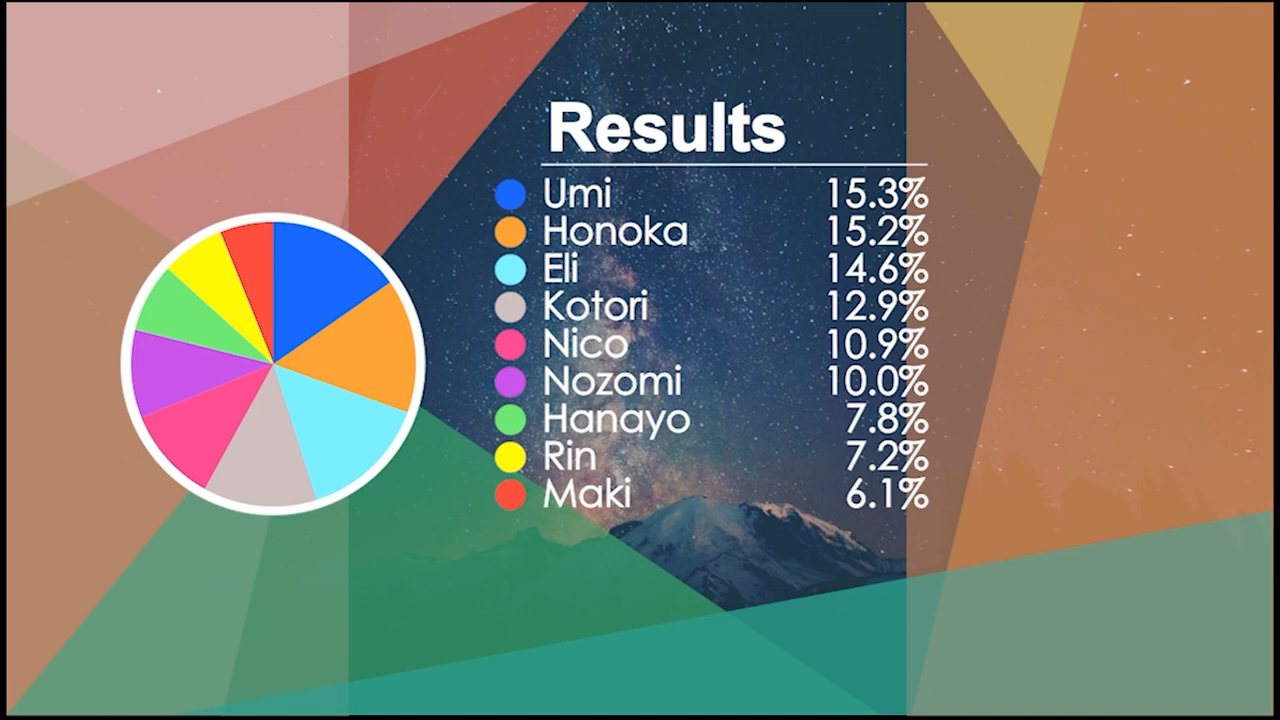 Results
Umi 15.3%
Honoka 15.2%
Eli 14.6%
Kotori 12.9%
Nico 10.9%
Nozomi 10.0%
Hanayo 7.8%
Rin 7.2%
Maki 6.1%